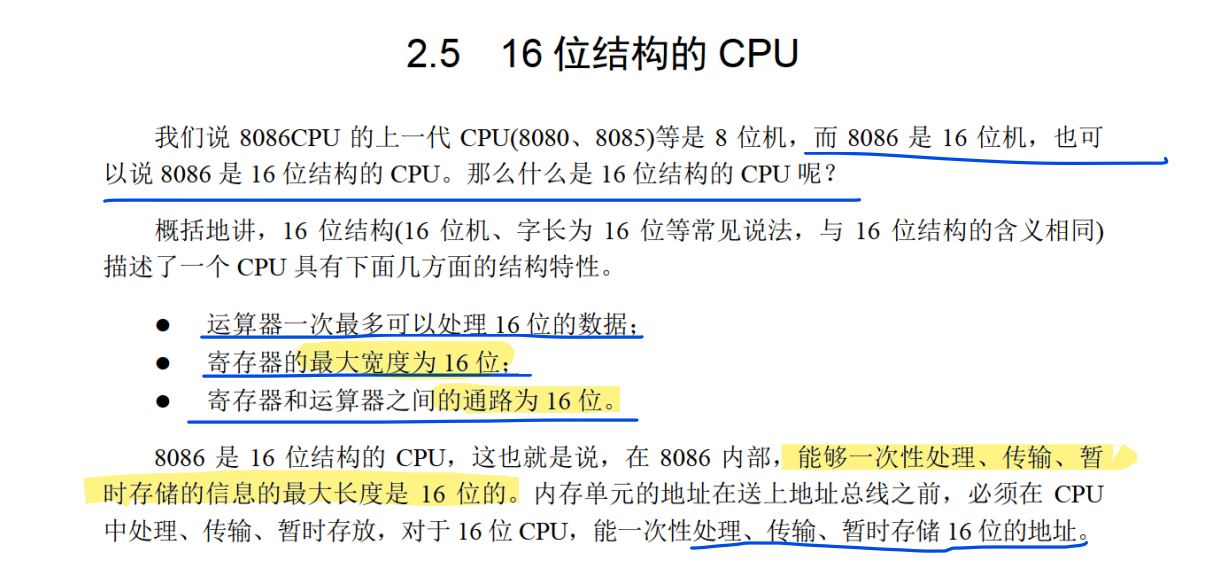 2.5 16 位结构的 CPU
我们说 8086CPU 的上一代 CPU(8080、8085)等是 8 位机，而 8086 是 16 位机，也可
以说 8086 是 16 位结构的 CPU。那么什么是 16 位结构的 CPU 呢？
概括地讲，16 位结构(16 位机、字长为 16 位等常见说法，与 16 位结构的含义相同)
描述了一个 CPU 具有下面几方面的结构特性。
● 运算器一次最多可以处理 16 位的数据；
● 寄存器的最大宽度为 16 位；
● 寄存器和运算器之间的通路为 16 位。
8086 是 16 位结构的 CPU，这也就是说，在 8086 内部，能够一次性处理、传输、暂
时存储的信息的最大长度是 16 位的。内存单元的地址在送上地址总线之前，必须在 CPU
中处理、传输、暂时存放，对于 16 位 CPU，能一次性处理、传输、暂时存储 16 位的地址。